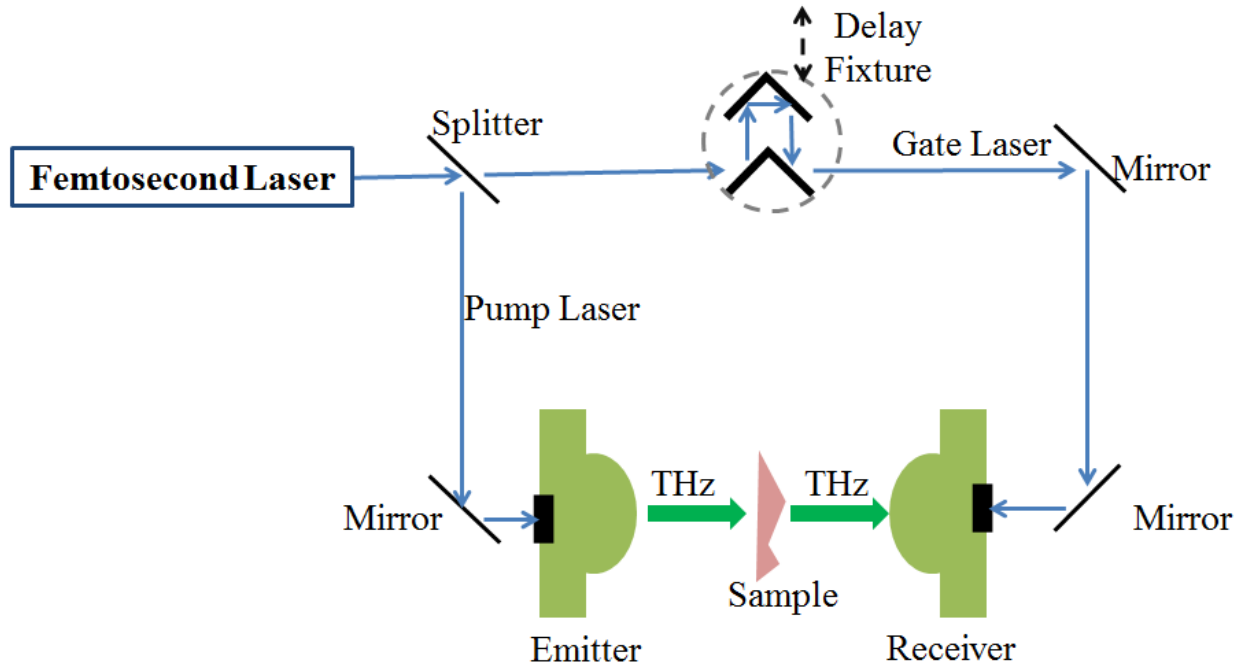 Delay
Fixture
Splitter
Femtosecond Laser
Gate Laser
Mirror
Pump Laser
THz
THz
Mirror
Mirror
Sample
Emitter
Receiver